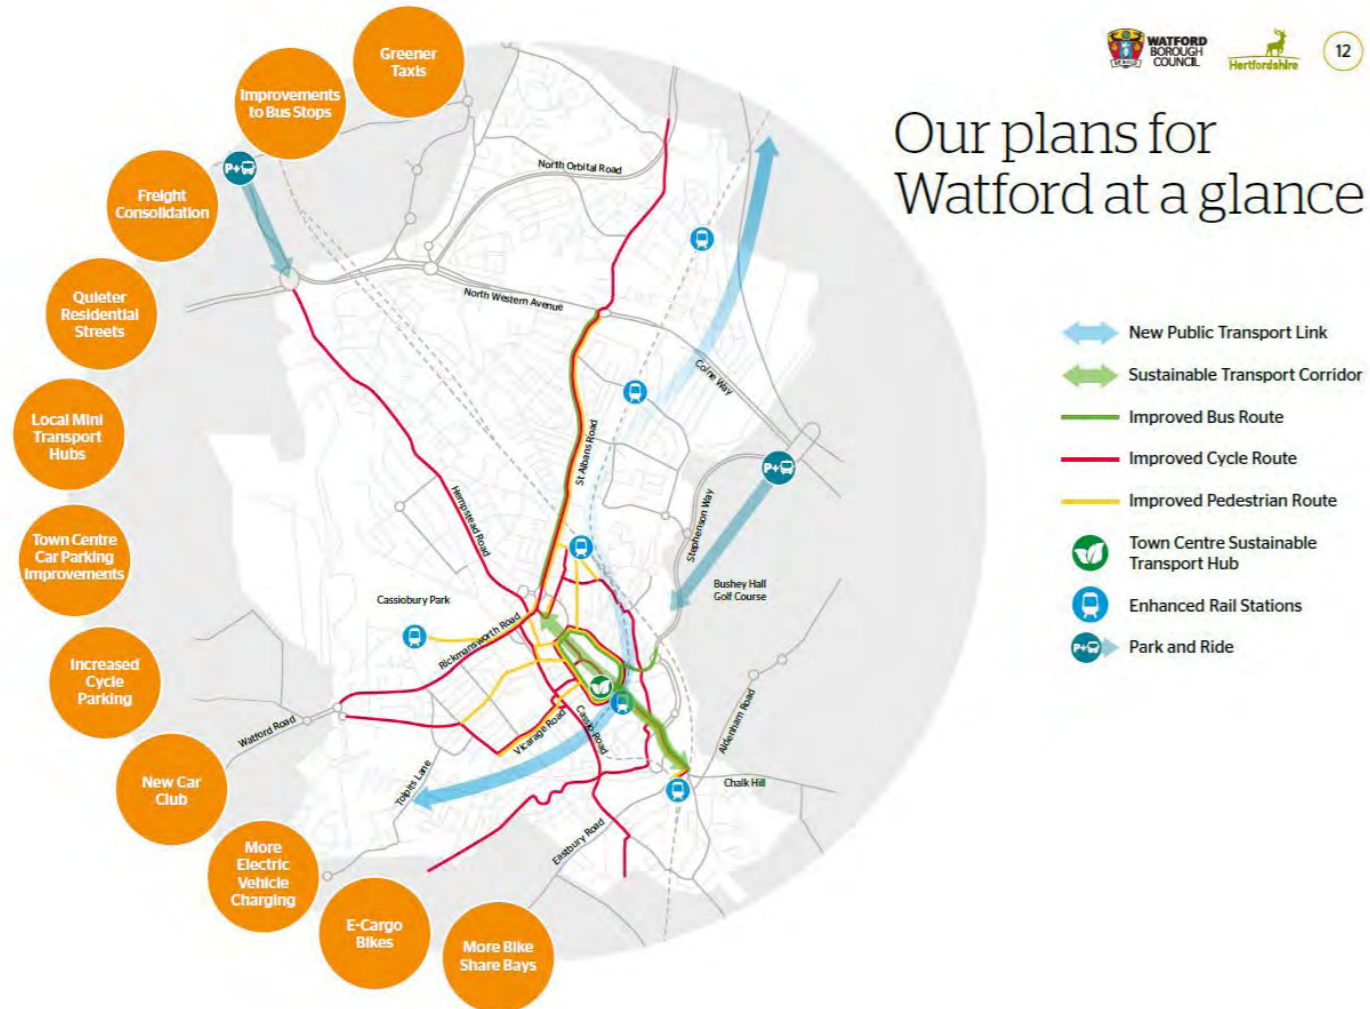 WATFORD
BOROUGH
COUNCIL
Hertfordshire
12
Our plans for
Watford at a glance
Greener
Taxis
Improvements
to Bus Stops
Freight
Consolidation
Quieter
Residential
Streets
Local Mini
Transport
Hubs
Town Centre
Car Parking
Improvements
Increased
Cycle
Parking
New Car
Club
More
Electric
Vehicle
Charging
E-Cargo
Bikes
More Bike
Share Bays
P+
North Orbital Road
North Western Avenue
Colne Way
St Albans Road
P+
Hempstead Road
Stephenson Way
Bushey Hall
Golf Course
Cassiobury Park
Rickmansworth Road
Watford Road
Vicarage Road
Cassio Road
Tolpits Lane
Aldenham Road
Chalk Hill
Eastbury Road
New Public Transport Link
Sustainable Transport Corridor
Improved Bus Route
Improved Cycle Route
Improved Pedestrian Route
Town Centre Sustainable
Transport Hub
Enhanced Rail Stations
P+
Park and Ride